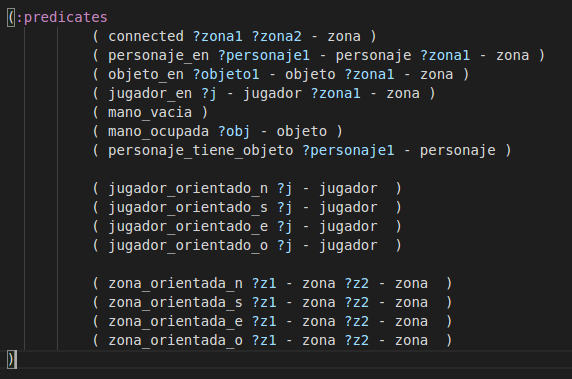 (:predicates
( connected ?zona1 ?zona2 - zona )
( personaje_en ?personaje1 - personaje ?zona1 - zona )
( objeto_en ?objeto1 - objeto ?zona1 - zona )
( jugador_en ?j - jugador ?zona1 - zona )
( mano_vacia )
( mano_ocupada ?obj - objeto )
( personaje_tiene_objeto ?personaje1 - personaje )
( jugador_orientado_n ?j - jugador  )
( jugador_orientado_s ?j - jugador  )
( jugador_orientado_e ?j - jugador  )
( jugador_orientado_o ?j - jugador  )
( zona_orientada_n ?z1 - zona ?z2 - zona  )
( zona_orientada_s ?z1 - zona ?z2 - zona  )
( zona_orientada_e ?z1 - zona ?z2 - zona  )
( zona_orientada_o ?z1 - zona ?z2 - zona  )
)